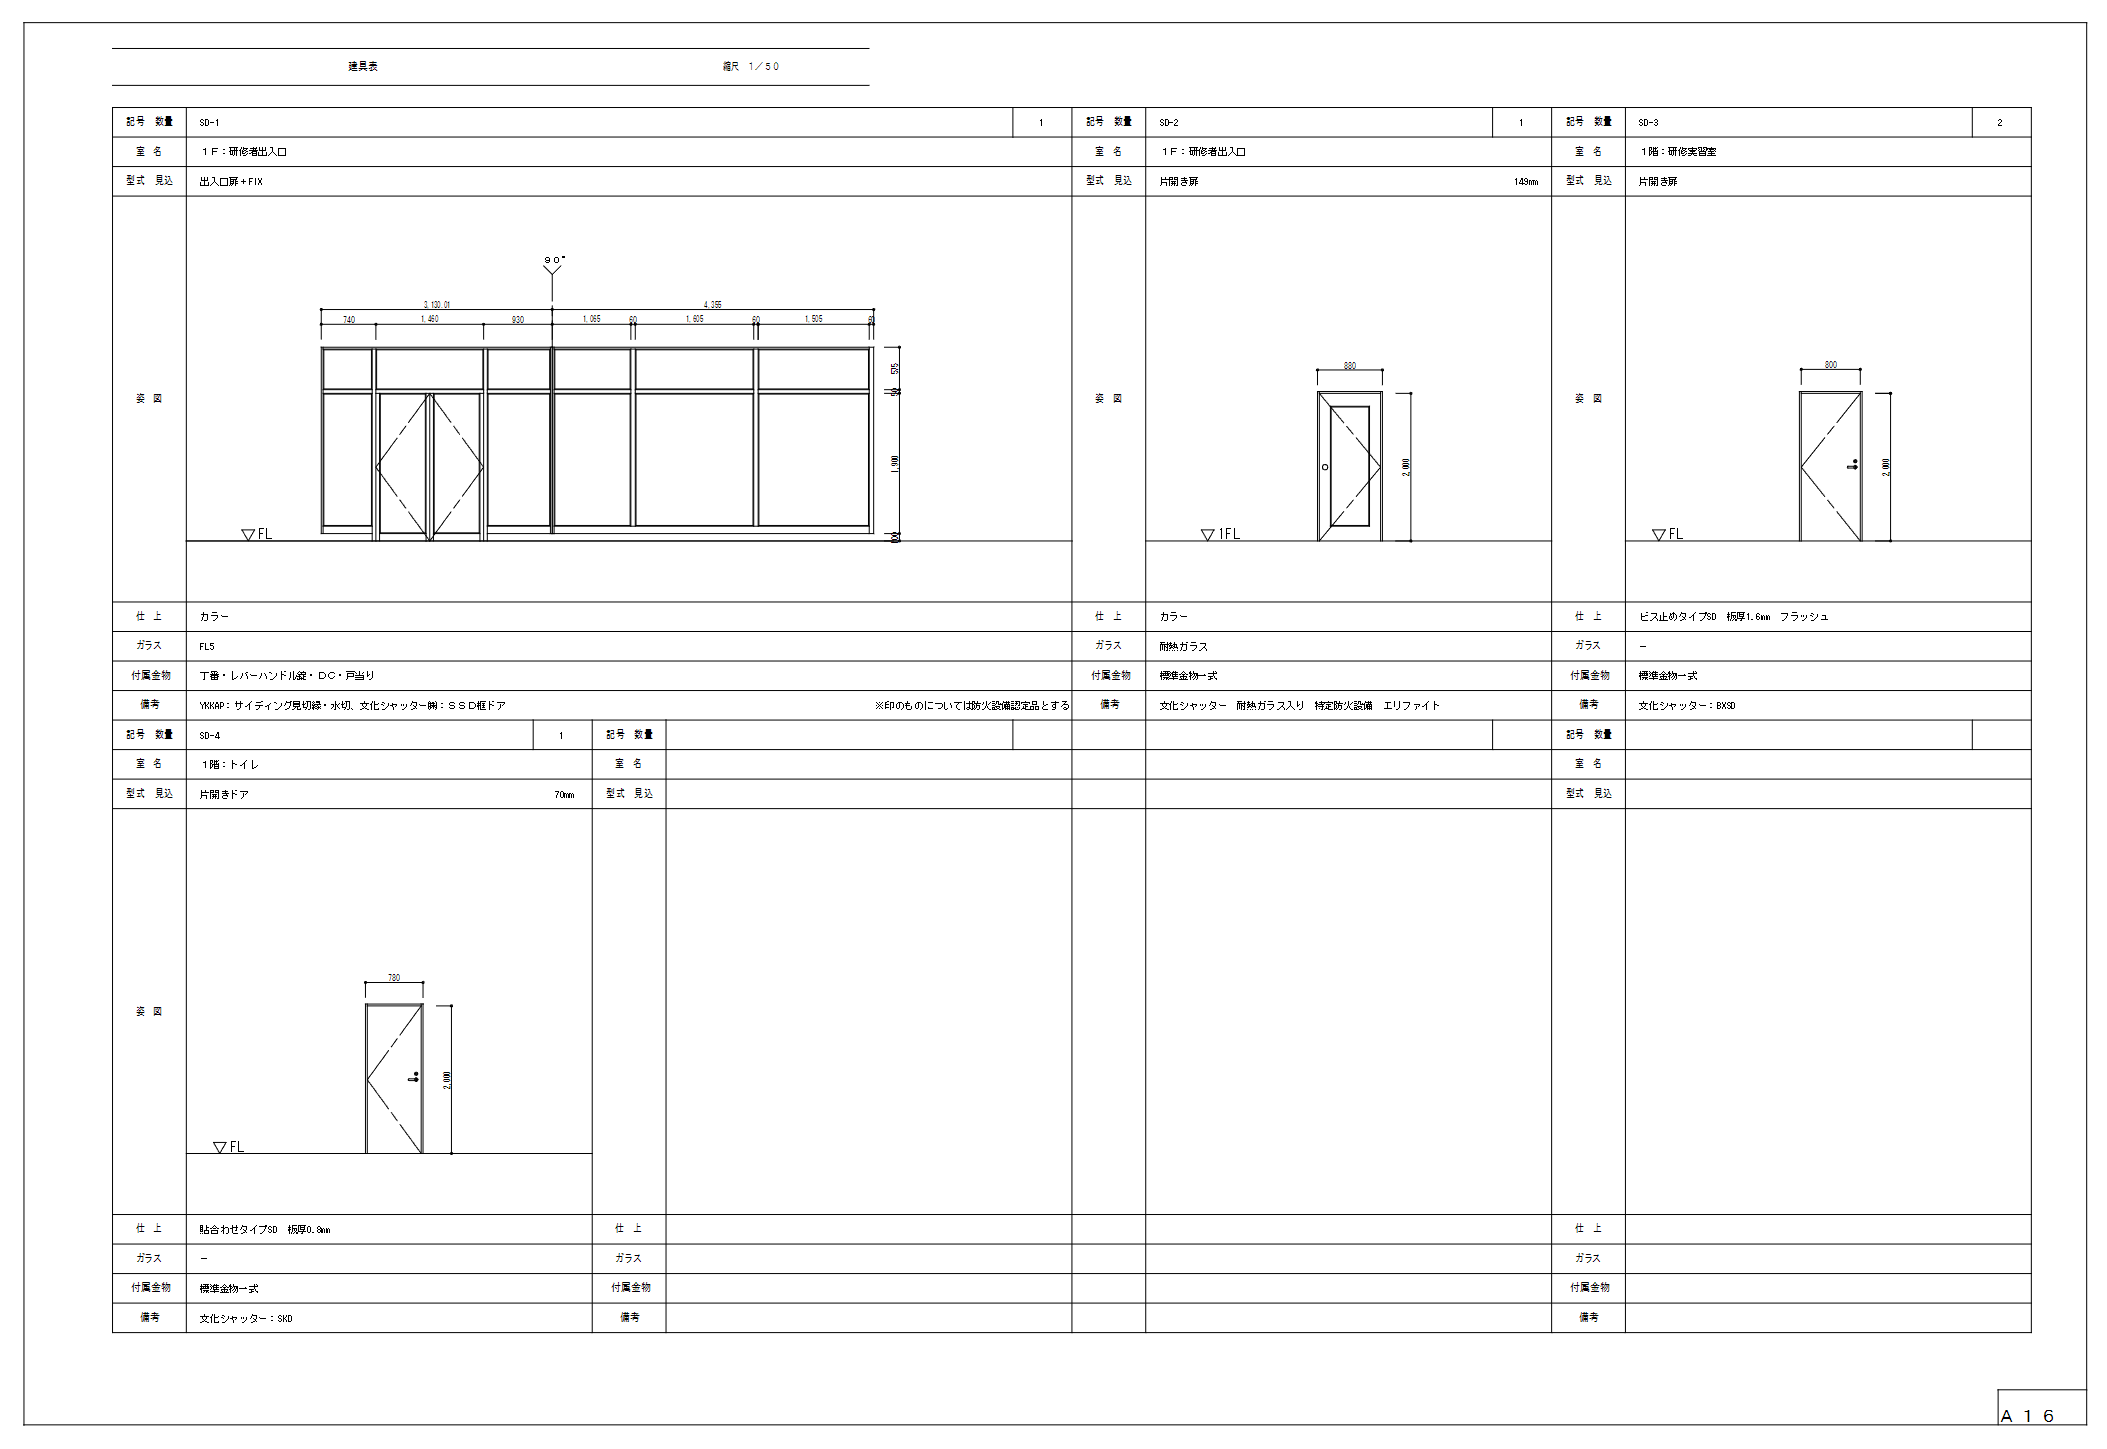 建具表　縮尺　1／50
記号　数量　SD-1　1
室　名　１F：研修者出入口
型式　見込　出入口扉＋FIX
姿　図
90°
3,130.01　4,355
740　1,460　930　1,065　60　1,605　60　1,505　60
575
50
1,900
100
FL
仕　上　カラー
ガラス　FL5
付属金物　丁番・レバーハンドル錠・DC・戸当り
備考　YKKAP：サイディング見切縁・水切、文化シャッター㈱：SSD框ドア　※印のものについては防火設備認定品とする
記号　数量　SD-2　1
室　名　１F：研修者出入口
型式　見込　片開き扉　149mm
姿　図
880
2,000
1FL
仕　上　カラー
ガラス　耐熱ガラス
付属金物　標準金物一式
備考　文化シャッター　耐熱ガラス入り　特定防火設備　エリファイト
記号　数量　SD-3　2
室　名　1階：研修実習室
型式　見込　片開き扉
姿　図
800
2,000
FL
仕　上　ビス止めタイプSD　板厚1.6mm　フラッシュ
ガラス　－
付属金物　標準金物一式
備考　文化シャッター：BXSD
記号　数量　SD-4　1
室　名　１階：トイレ
型式　見込　片開きドア　70mm
姿　図
780
2,000
FL
仕　上　貼合わせタイプSD　板厚0.8mm
ガラス　－
付属金物　標準金物一式
備考　文化シャッター：SKD
記号　数量
室　名
型式　見込
仕　上
ガラス
付属金物
備考
記号　数量
室　名
型式　見込
仕　上
ガラス
付属金物
備考
A16